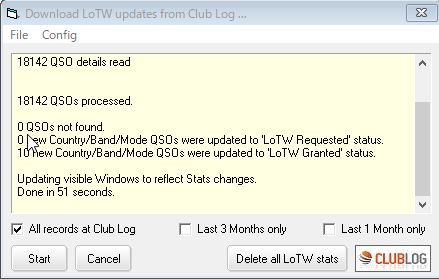 Download LoTW updates from Club Log ...
File Config
18142 QSO details read
18142 QSOs processed.
0 QSOs not found.
0 new Country/Band/Mode QSOs were updated to 'LoTW Requested' status.
10 new Country/Band/Mode QSOs were updated to 'LoTW Granted' status.
Updating visible Windows to reflect Stats changes.
Done in 51 seconds.
All records at Club Log Last 3 Months only Last 1 Month only
Start Cancel Delete all LoTW stats CLUBLOG